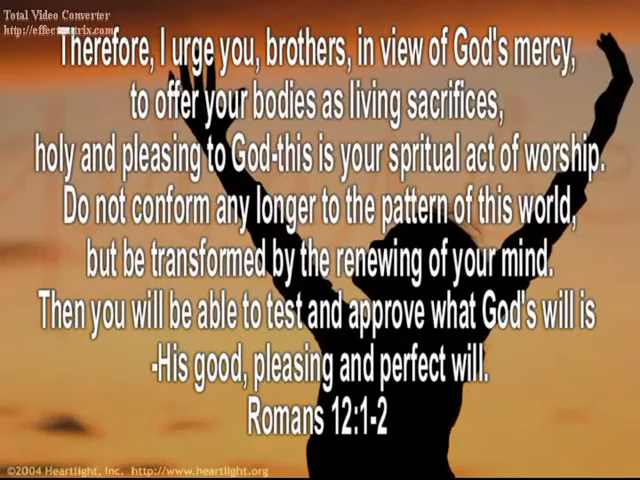 Total Video Converter
http://effectmatrix.com
Therefore, I urge you, brothers, in view of God's mercy,
to offer your bodies as living sacrifices,
holy and pleasing to God-this is your spritual act of worship.
Do not conform any longer to the pattern of this world,
but be transformed by the renewing of your mind.
Then you will be able to test and approve what God's will is
-His good, pleasing and perfect will.
Romans 12:1-2
©2004 Heartlight, Inc. http://www.heartlight.org